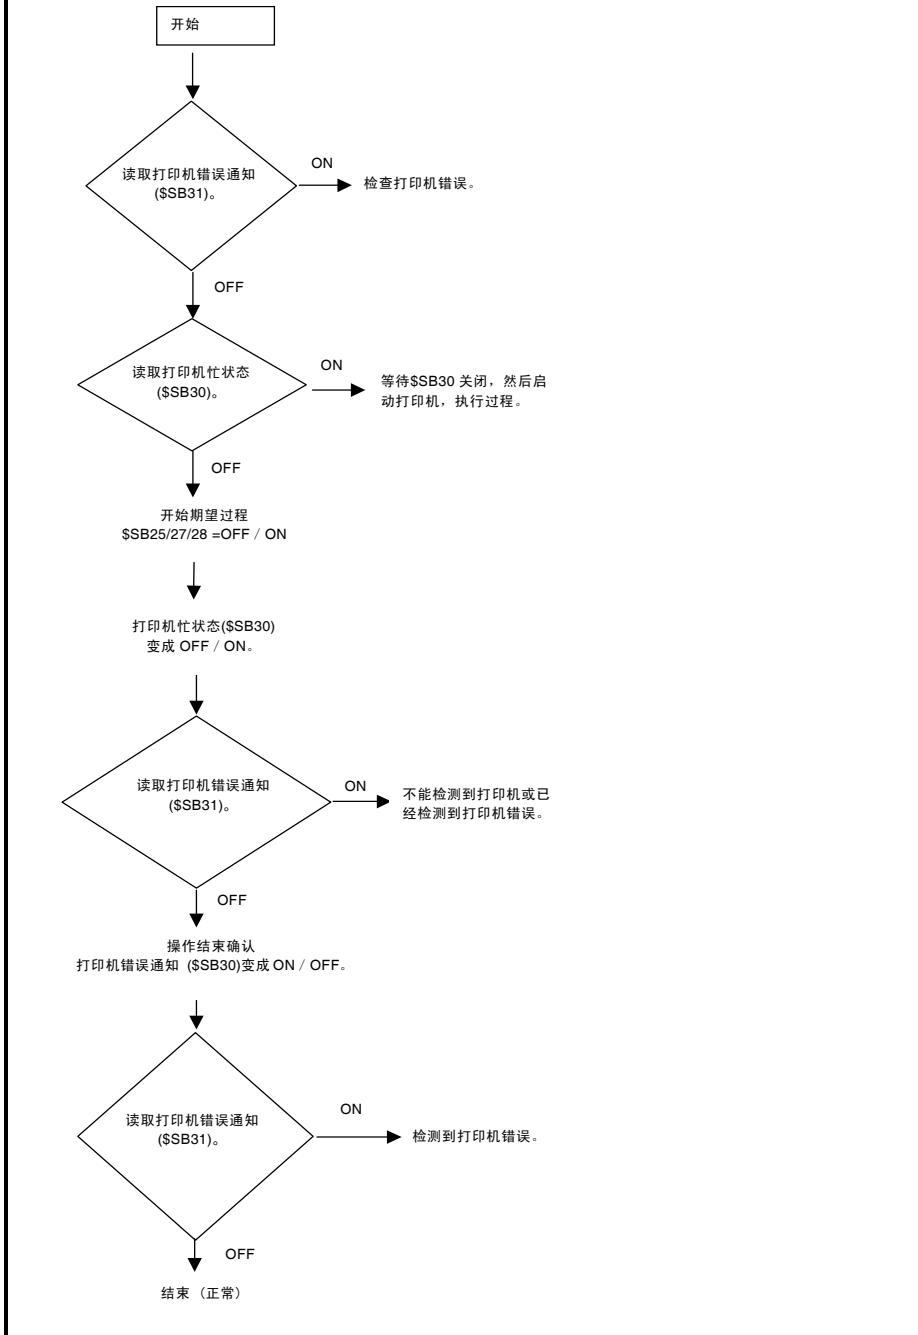 开始
读取打印机错误通知
($SB31)。
ON
检查打印机错误。
OFF
读取打印机忙状态
($SB30)。
ON
等待$SB30 关闭，然后启
动打印机，执行过程。
OFF
开始期望过程
$SB25/27/28 =OFF / ON
打印机忙状态($SB30)
变成 OFF / ON。
读取打印机错误通知
($SB31)。
ON
不能检测到打印机或已
经检测到打印机错误。
OFF
操作结束确认
打印机错误通知 ($SB30)变成 ON / OFF。
读取打印机错误通知
($SB31)。
ON
检测到打印机错误。
OFF
结束（正常）